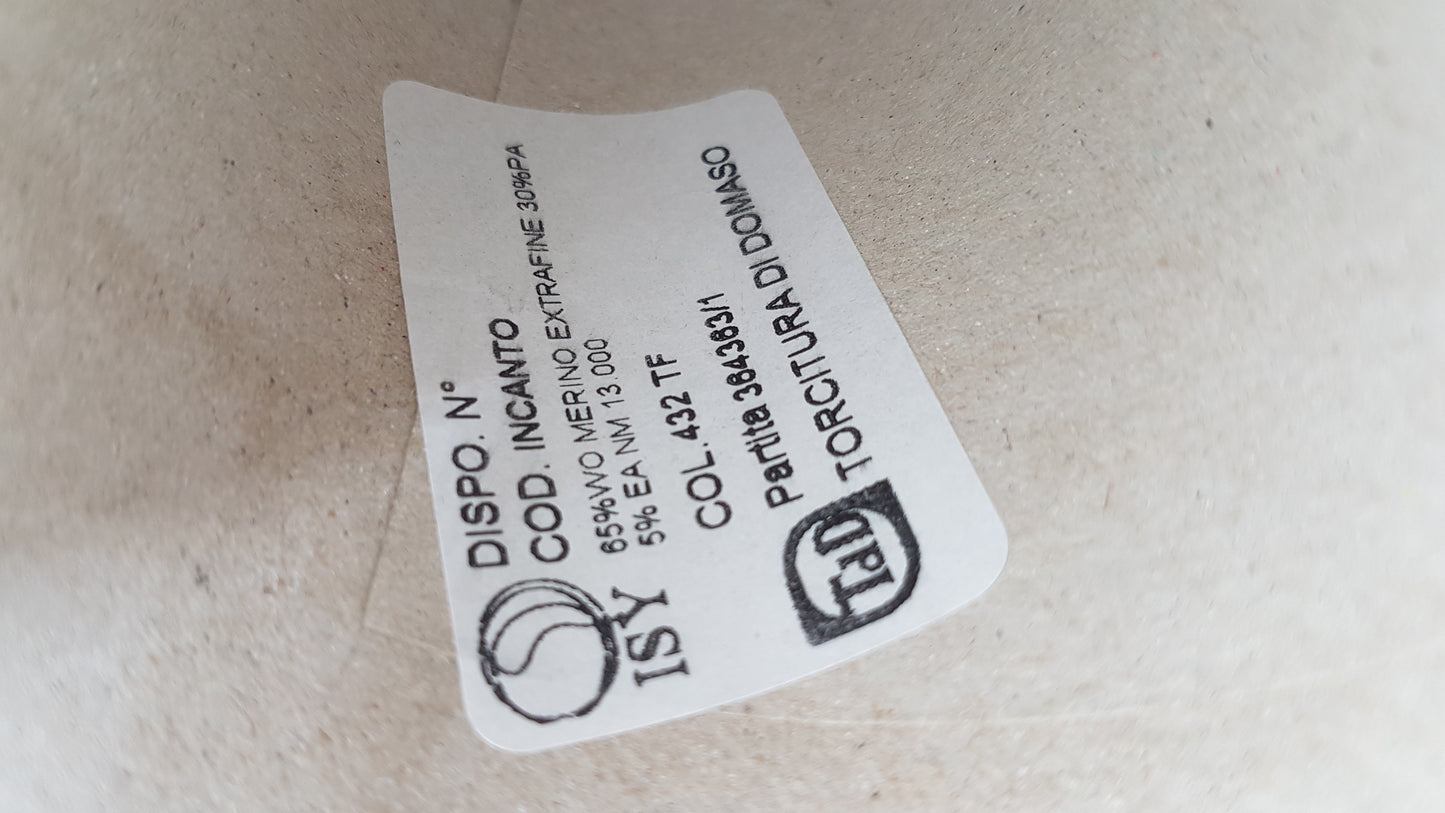 DISPO. N°
COD. INCANTO
65%WO MERINO EXTRAFINE 30%PA
5% EA NM 13.000
ISY
COL. 432 TF
Partita 364363/1
TdD TORCITURA DI DOMASO